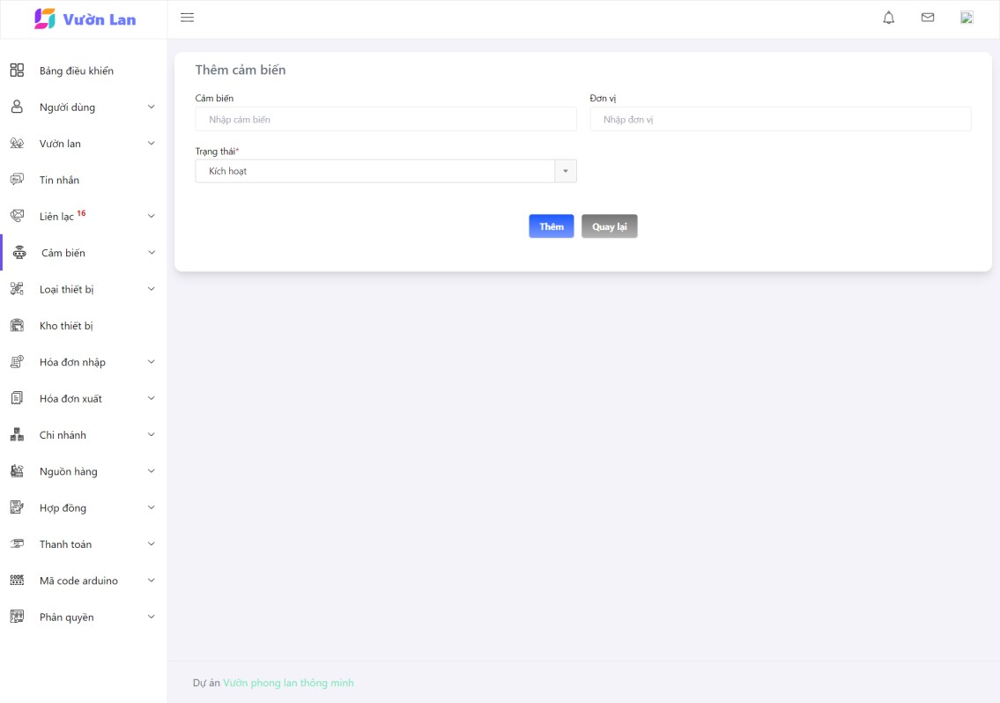 Vườn Lan
Bảng điều khiển
Người dùng
Vườn lan
Tin nhắn
Liên lạc 16
Cảm biến
Loại thiết bị
Kho thiết bị
Hóa đơn nhập
Hóa đơn xuất
Chi nhánh
Nguồn hàng
Hợp đồng
Thanh toán
CODE
Mã code arduino
Phân quyền
Thêm cảm biến
Cảm biến
Nhập cảm biến
Đơn vị
Nhập đơn vị
Trạng thái*
Kích hoạt
Thêm
Quay lại
Dự án Vườn phong lan thông minh